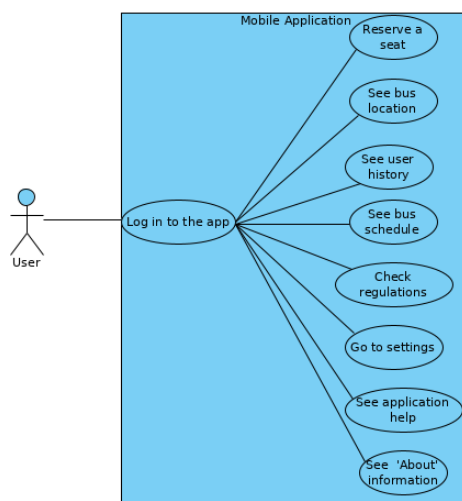 Mobile Application
Reserve a
seat
See bus
location
See user
history
Log in to the app
See bus
schedule
User
Check
regulations
Go to settings
See application
help
See 'About'
information